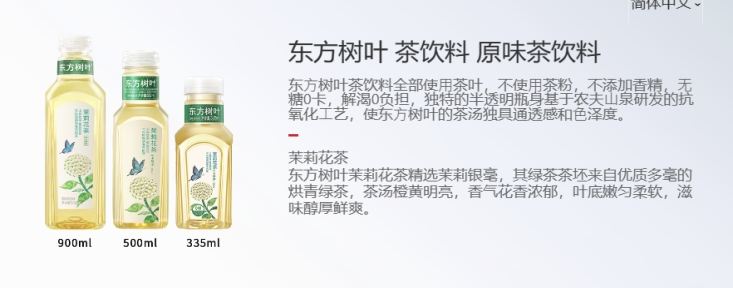 简体中文
东方树叶 茶饮料 原味茶饮料
东方树叶茶饮料全部使用茶叶，不使用茶粉，不添加香精，无
糖0卡，解渴0负担，独特的半透明瓶身基于农夫山泉研发的抗
氧化工艺，使东方树叶的茶汤独具通透感和色泽度。
茉莉花茶
东方树叶茉莉花茶精选茉莉银毫，其绿茶茶坯来自优质多毫的
烘青绿茶，茶汤橙黄明亮，香气花香浓郁，叶底嫩匀柔软，滋
味醇厚鲜爽。
东方树叶
茉莉花茶
东方树叶
茉莉花茶
东方树叶
900ml
500ml
335ml